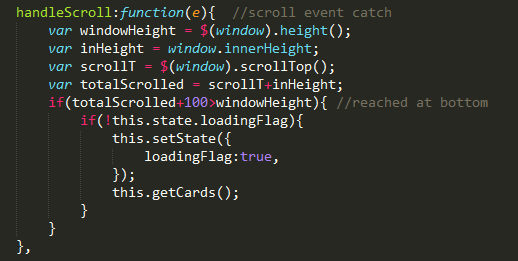 handleScroll:function(e){  //scroll event catch
    var windowHeight = $(window).height();
    var inHeight = window.innerHeight;
    var scrollT = $(window).scrollTop();
    var totalScrolled = scrollT+inHeight;
    if(totalScrolled+100>windowHeight){ //reached at bottom
        if(!this.state.loadingFlag){
            this.setState({
                loadingFlag:true,
            });
            this.getCards();
        }
    }
},